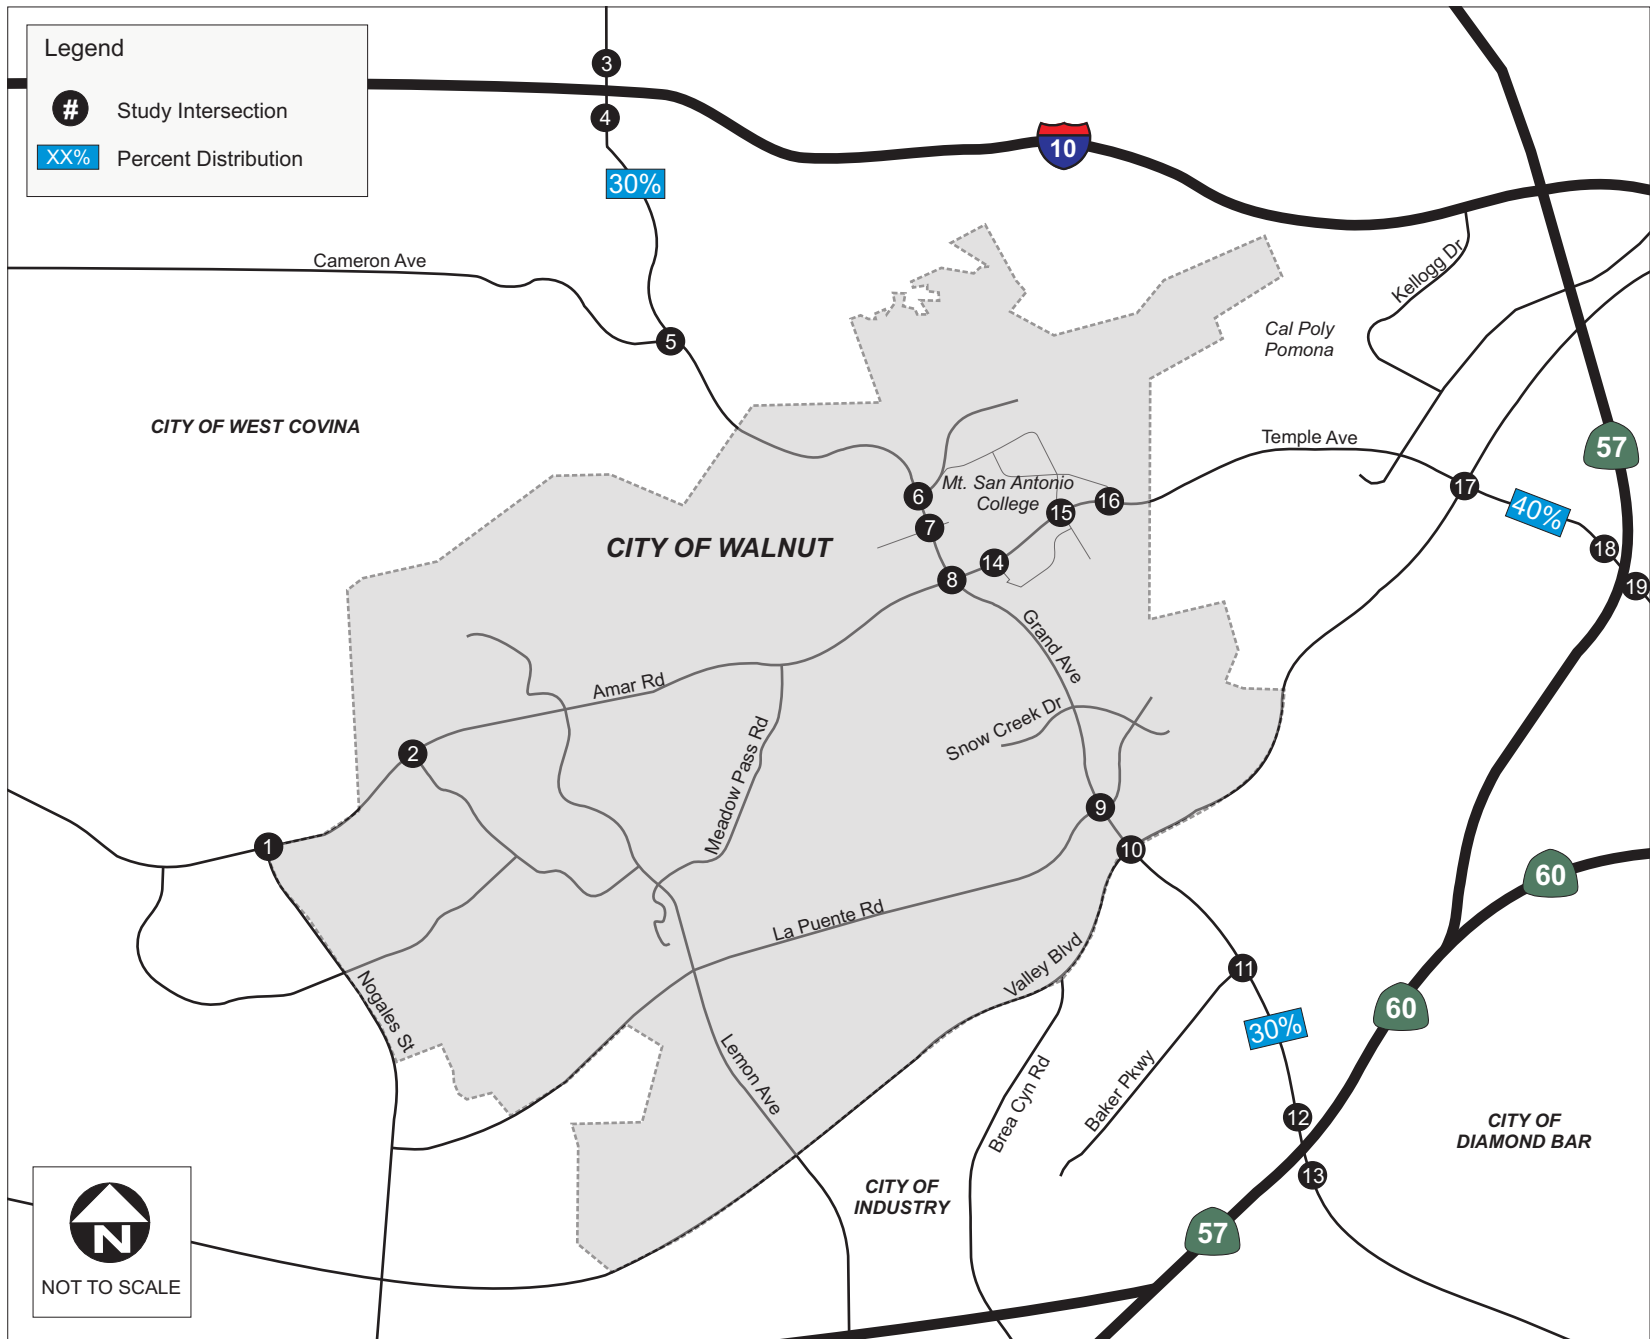 Legend
#
Study Intersection
XX%
Percent Distribution
3
4
30%
10
Cameron Ave
5
Kellogg Dr
Cal Poly
Pomona
CITY OF WEST COVINA
Temple Ave
57
6
Mt. San Antonio
College
16
15
17
40%
7
CITY OF WALNUT
14
18
8
19
Grand Ave
Amar Rd
Snow Creek Dr
2
Meadow Pass Rd
9
1
10
60
La Puente Rd
Valley Blvd
11
Nogales St
60
30%
Lemon Ave
Brea Cyn Rd
Baker Pkwy
12
CITY OF
DIAMOND BAR
13
CITY OF
INDUSTRY
57
N
NOT TO SCALE